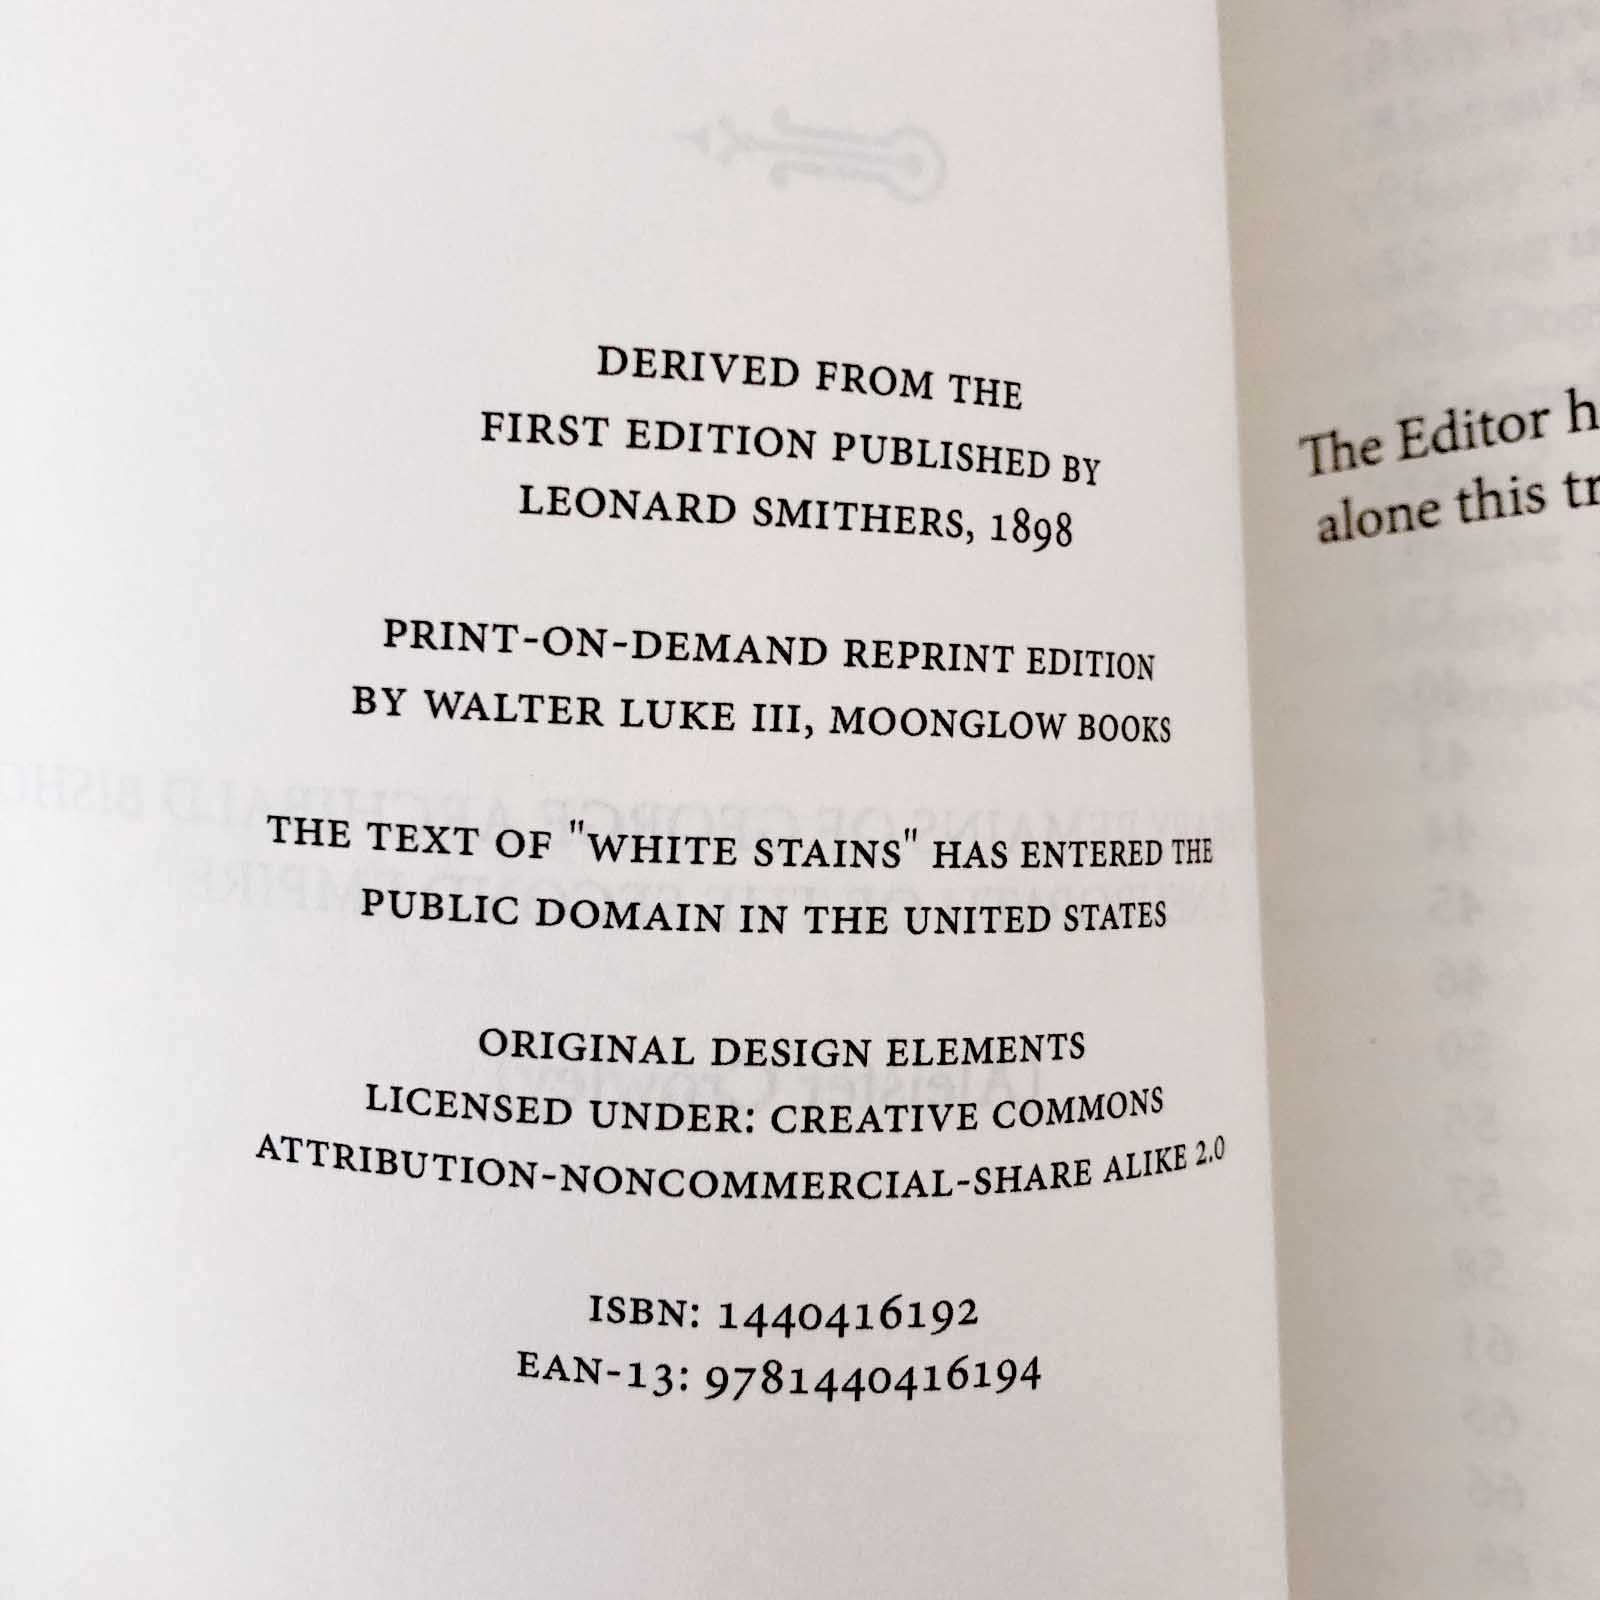 DERIVED FROM THE
FIRST EDITION PUBLISHED BY
LEONARD SMITHERS, 1898
PRINT-ON-DEMAND REPRINT EDITION
BY WALTER LUKE III, MOONGLOW BOOKS
THE TEXT OF "WHITE STAINS" HAS ENTERED THE
PUBLIC DOMAIN IN THE UNITED STATES
ORIGINAL DESIGN ELEMENTS
LICENSED UNDER: CREATIVE COMMONS
ATTRIBUTION-NONCOMMERCIAL-SHARE ALIKE 2.0
ISBN: 1440416192
EAN-13: 9781440416194
The Editor h
alone this tr